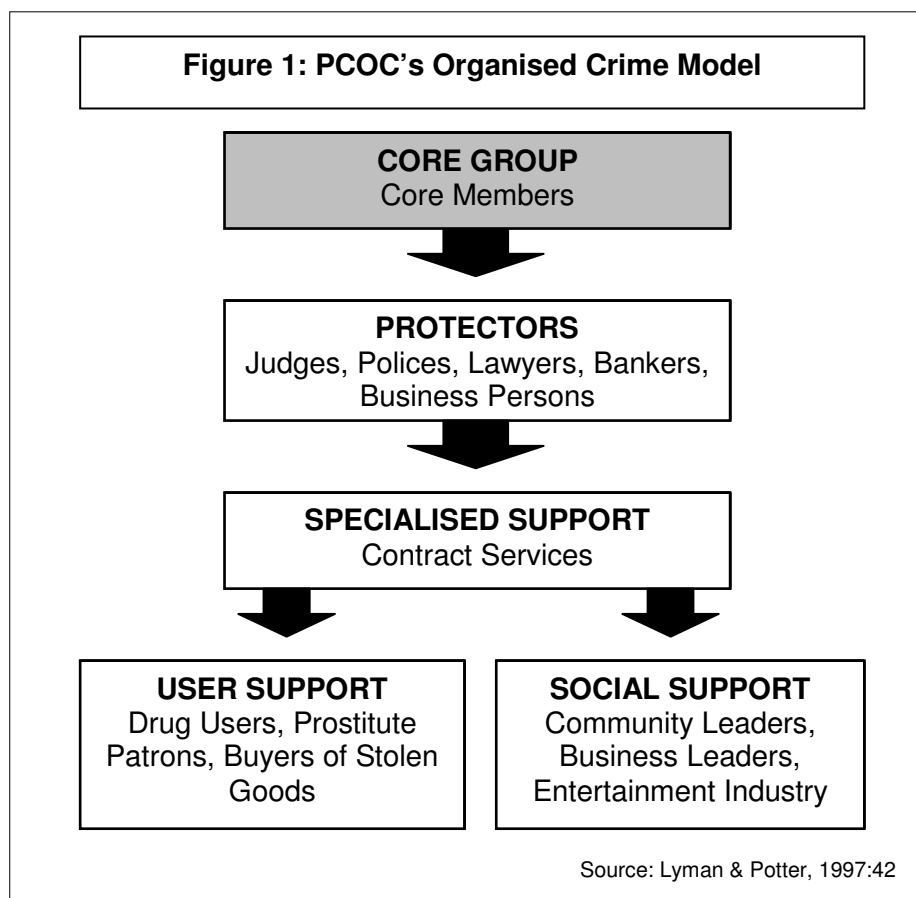 Figure 1: PCOC's Organised Crime Model
CORE GROUP
Core Members
PROTECTORS
Judges, Polices, Lawyers, Bankers,
Business Persons
SPECIALISED SUPPORT
Contract Services
USER SUPPORT
Drug Users, Prostitute
Patrons, Buyers of Stolen
Goods
SOCIAL SUPPORT
Community Leaders,
Business Leaders,
Entertainment Industry
Source: Lyman & Potter, 1997:42